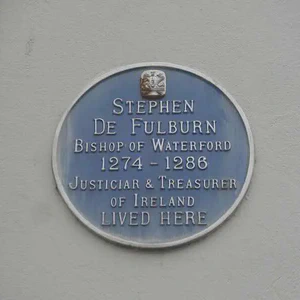 Stephen
De Fulburn
Bishop of Waterford
1274 - 1286
Justiciar & Treasurer
of Ireland
LIVED HERE